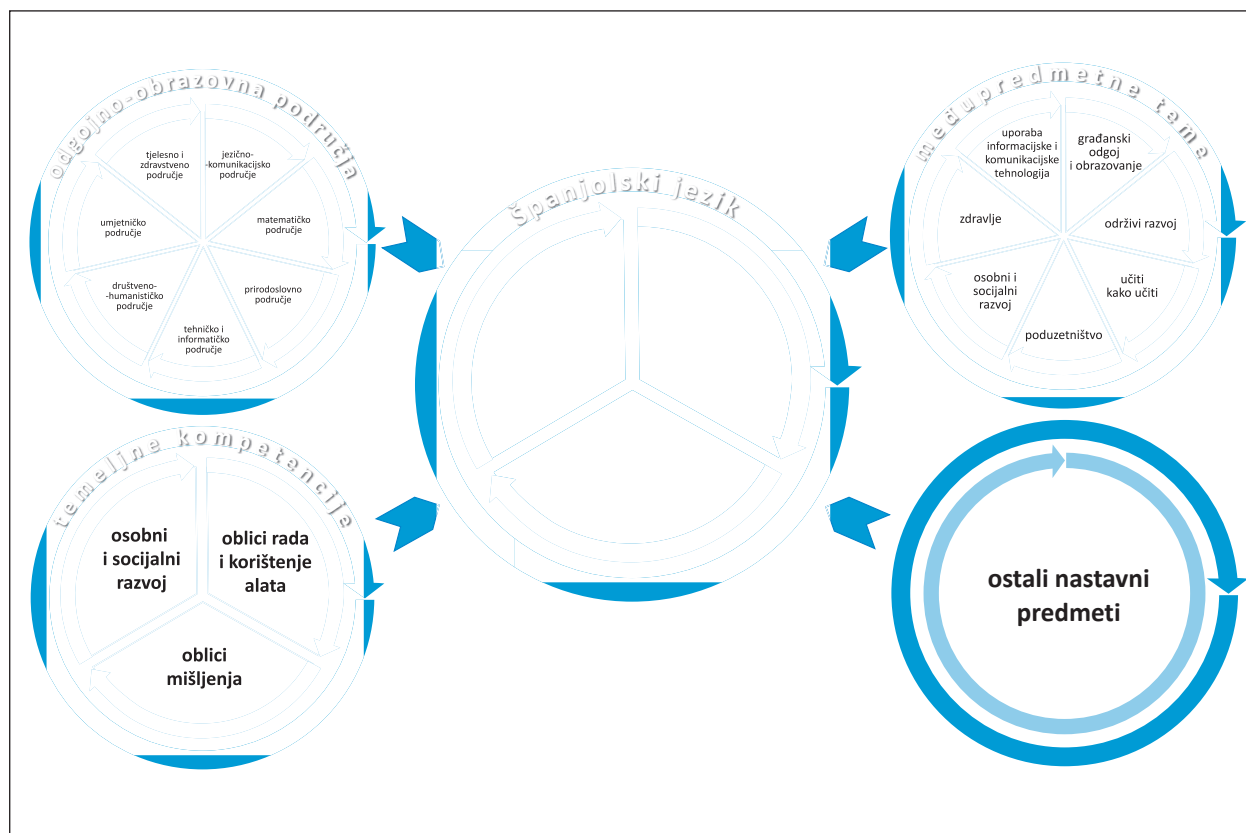 odgojno-obrazovna područja
tjelesno i
zdravstveno
područje
jezično-
-komunikacijsko
područje
umjetničko
područje
matematičko
područje
društveno-
-humanističko
područje
prirodoslovno
područje
tehničko i
informatičko
područje
Španjolski jezik
međupredmetne teme
uporaba
informacijske i
komunikacijske
tehnologija
građanski
odgoj
i obrazovanje
zdravlje
održivi razvoj
osobni i
socijalni
razvoj
učiti
kako učiti
poduzetništvo
temeljne kompetencije
osobni
i socijalni
razvoj
oblici rada
i korištenje
alata
oblici
mišljenja
ostali nastavni
predmeti